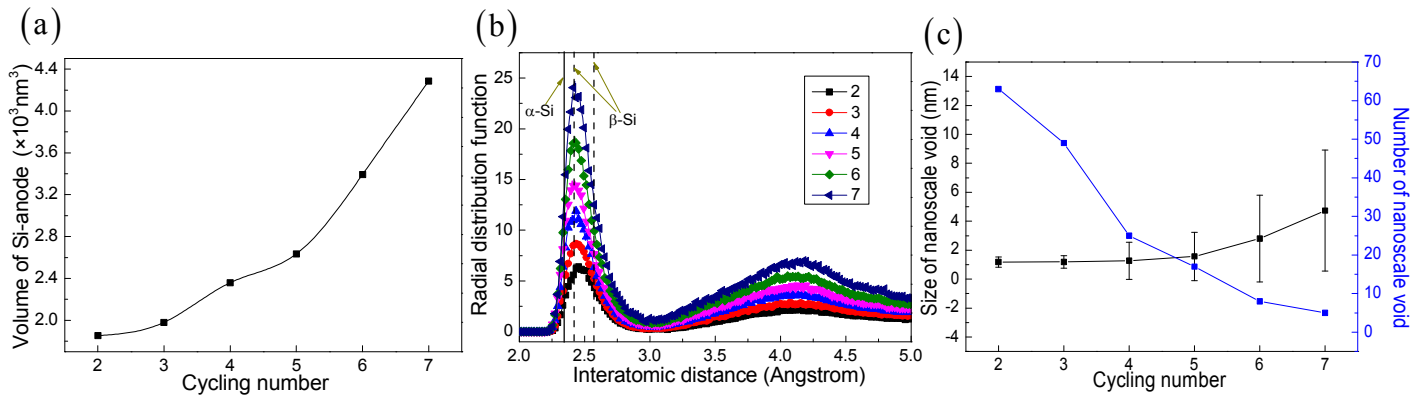 (a)
Volume of Si-anode (×10³nm³)
4.4
3.8
3.2
2.6
2.0
2 3 4 5 6 7
Cycling number
(b)
Radial distribution function
25
20
15
10
5
0
α-Si
β-Si
2
3
4
5
6
7
2.0 2.5 3.0 3.5 4.0 4.5 5.0
Interatomic distance (Angstrom)
(c)
Size of nanoscale void (nm)
14
12
10
8
6
4
2
0
-2
-4
2 3 4 5 6 7
Cycling number
70
60
50
40
30
20
10
0
Number of nanoscale void